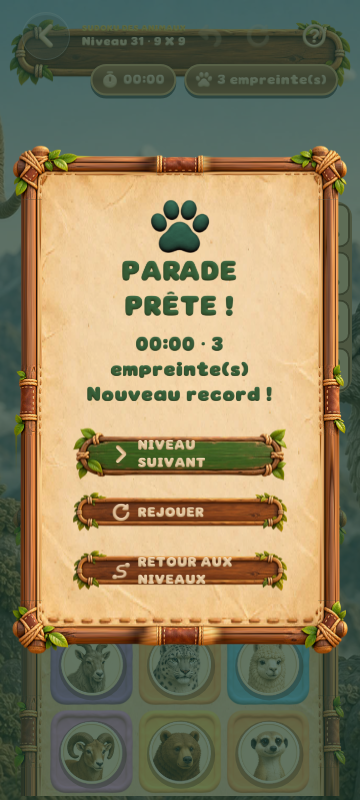 Niveau 31 · 9 X 9
00:00
3 empreinte(s)
PARADE
PRÊTE !
00:00 · 3
empreinte(s)
Nouveau record !
NIVEAU
SUIVANT
REJOUER
RETOUR AUX
NIVEAUX